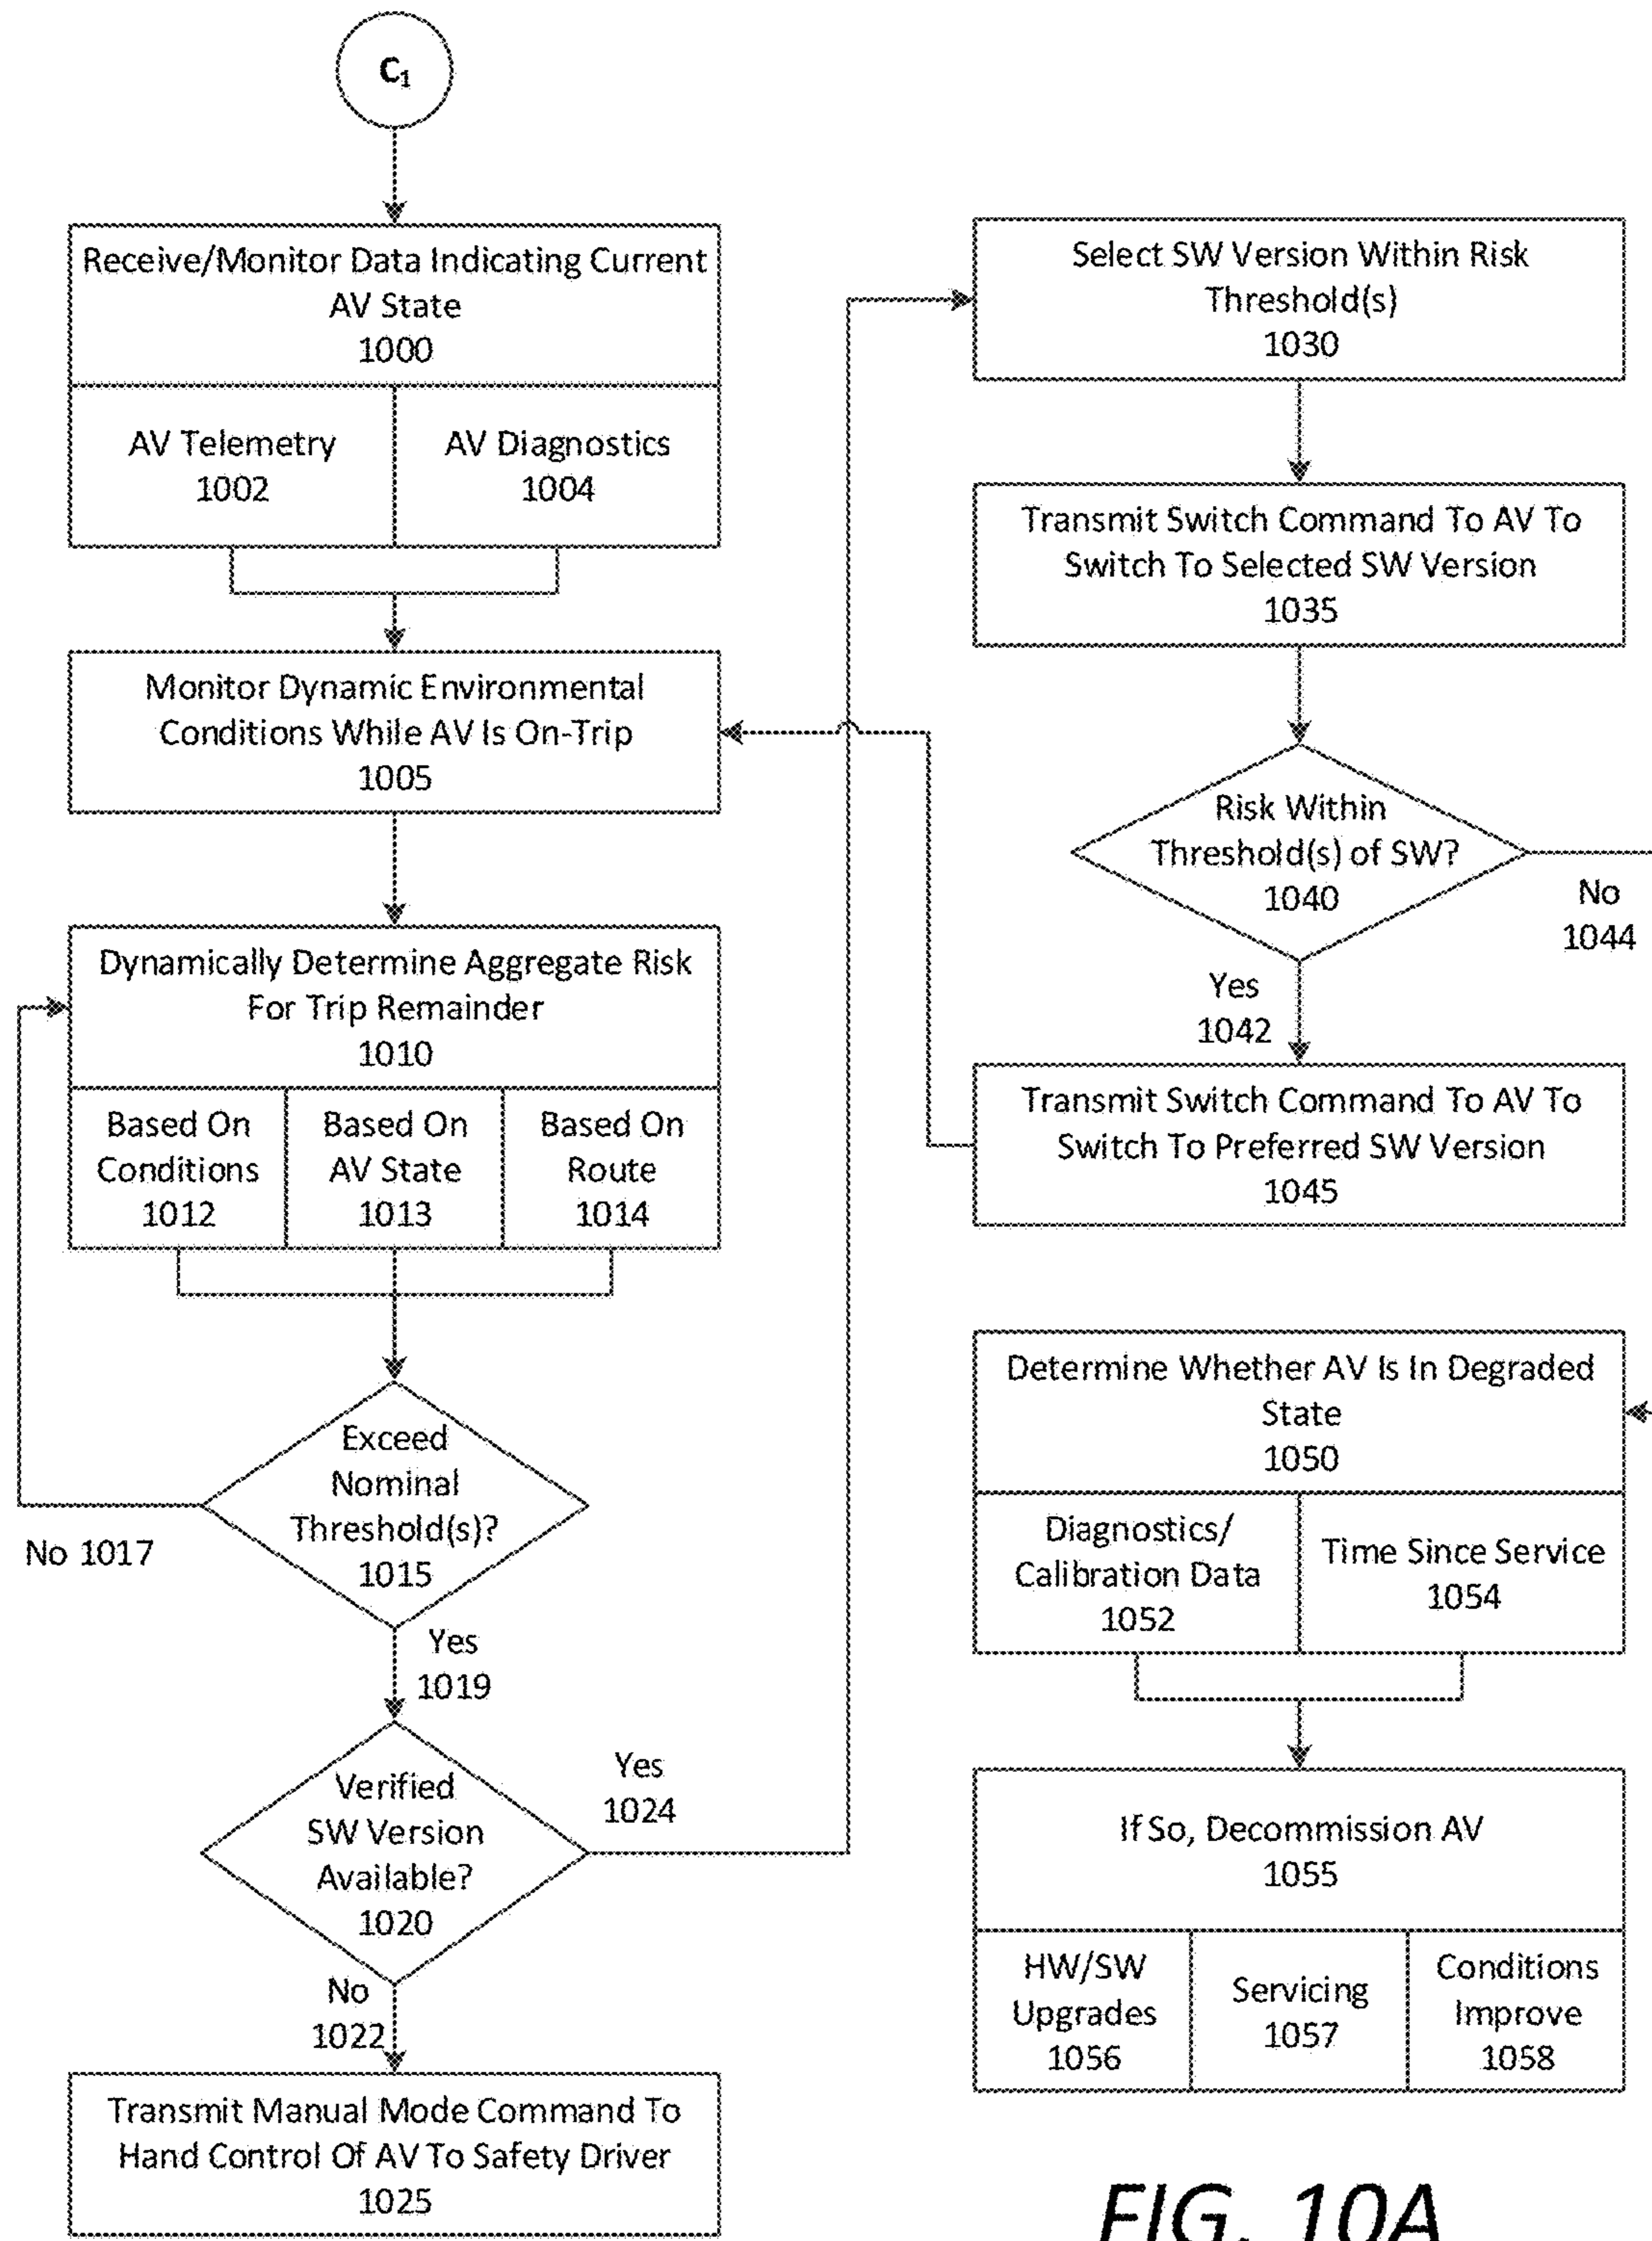 C₁
Receive/Monitor Data Indicating Current
AV State
1000
AV Telemetry
1002
AV Diagnostics
1004
Monitor Dynamic Environmental
Conditions While AV Is On-Trip
1005
Dynamically Determine Aggregate Risk
For Trip Remainder
1010
Based On
Conditions
1012
Based On
AV State
1013
Based On
Route
1014
Exceed
Nominal
Threshold(s)?
1015
No 1017
Yes
1019
Verified
SW Version
Available?
1020
Yes
1024
No
1022
Transmit Manual Mode Command To
Hand Control Of AV To Safety Driver
1025
Select SW Version Within Risk
Threshold(s)
1030
Transmit Switch Command To AV To
Switch To Selected SW Version
1035
Risk Within
Threshold(s) of SW?
1040
No
1044
Yes
1042
Transmit Switch Command To AV To
Switch To Preferred SW Version
1045
Determine Whether AV Is In Degraded
State
1050
Diagnostics/
Calibration Data
1052
Time Since Service
1054
If So, Decommission AV
1055
HW/SW
Upgrades
1056
Servicing
1057
Conditions
Improve
1058
FIG. 10A